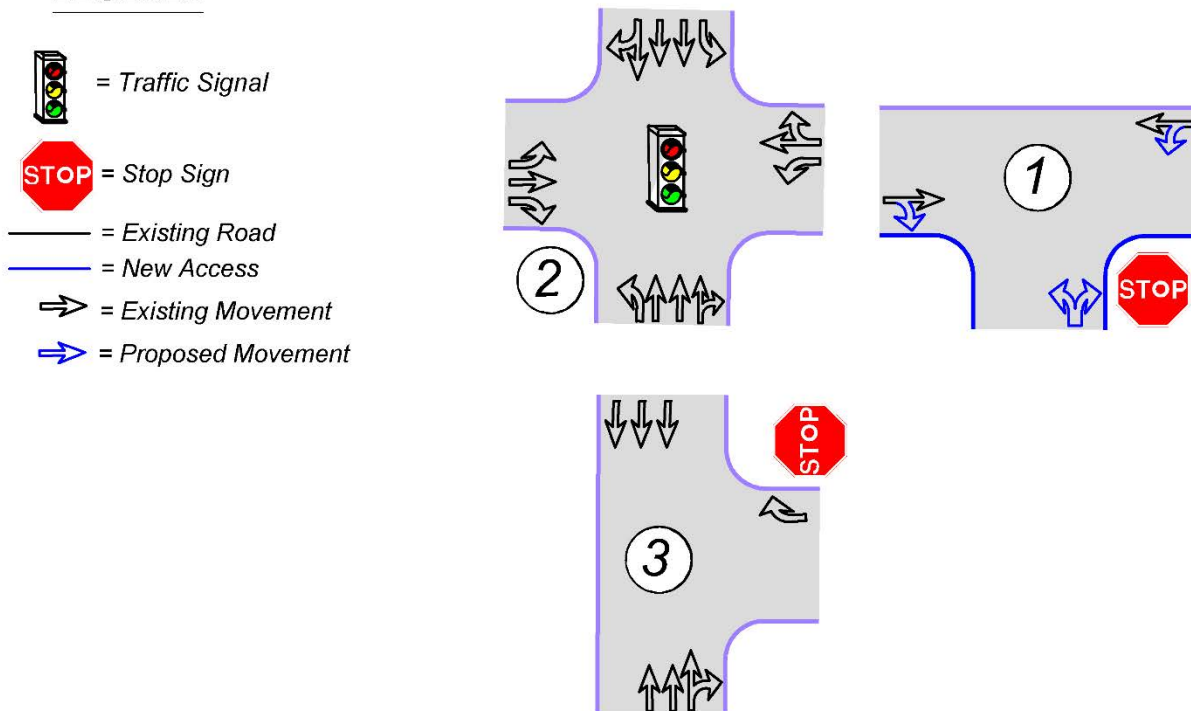 = Traffic Signal
STOP = Stop Sign
= Existing Road
= New Access
= Existing Movement
= Proposed Movement
2
1
STOP
STOP
3